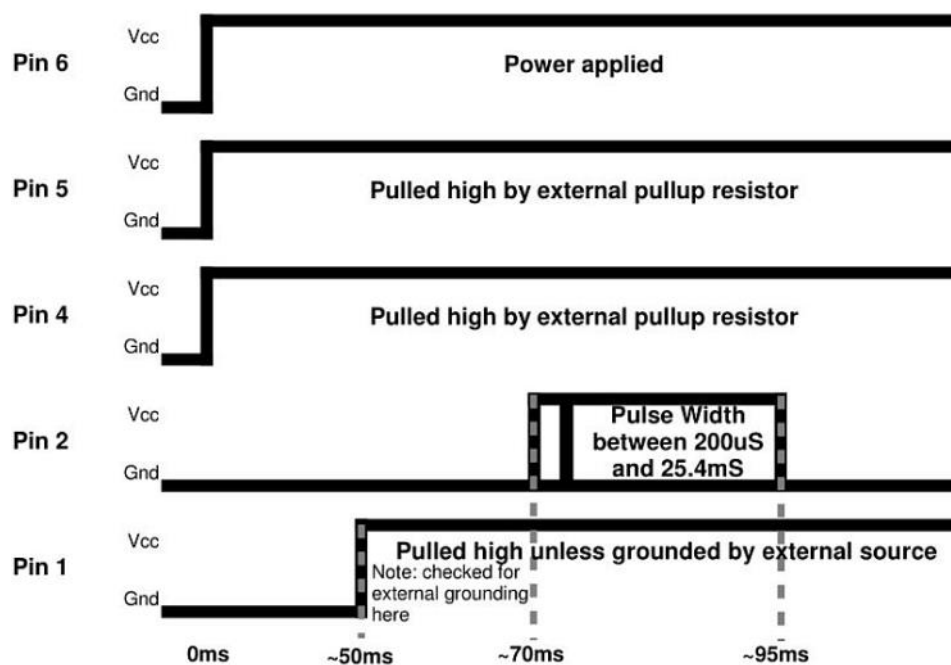 Pin 6
Vcc
Gnd
Power applied
Pin 5
Vcc
Gnd
Pulled high by external pullup resistor
Pin 4
Vcc
Gnd
Pulled high by external pullup resistor
Pin 2
Vcc
Gnd
Pulse Width
between 200uS
and 25.4mS
Pin 1
Vcc
Gnd
Pulled high unless grounded by external source
Note: checked for
external grounding
here
0ms
~50ms
~70ms
~95ms